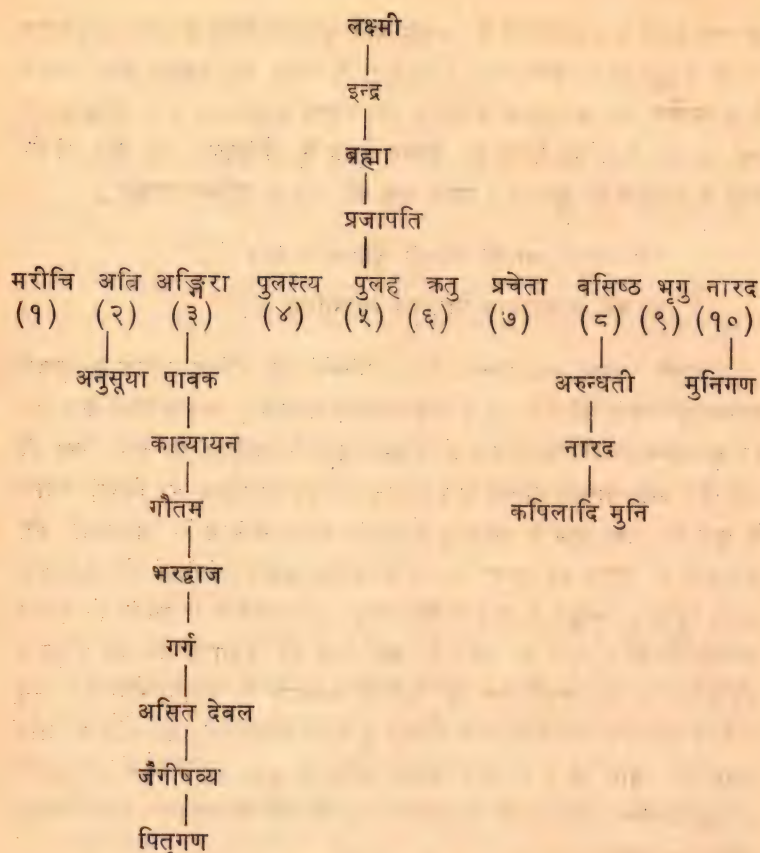 लक्ष्मी
इन्द्र
ब्रह्मा
प्रजापति
मरीचि अत्रि अङ्गिरा पुलस्त्य पुलह क्रतु प्रचेता वसिष्ठ भृगु नारद
(१) (२) (३) (४) (५) (६) (७) (८) (९) (१०)
अनुसूया पावक अरुन्धती मुनिगण
कात्यायन नारद
गौतम कपिलादि मुनि
भरद्वाज
गर्ग
असित देवल
जैगीषव्य
पितृगण